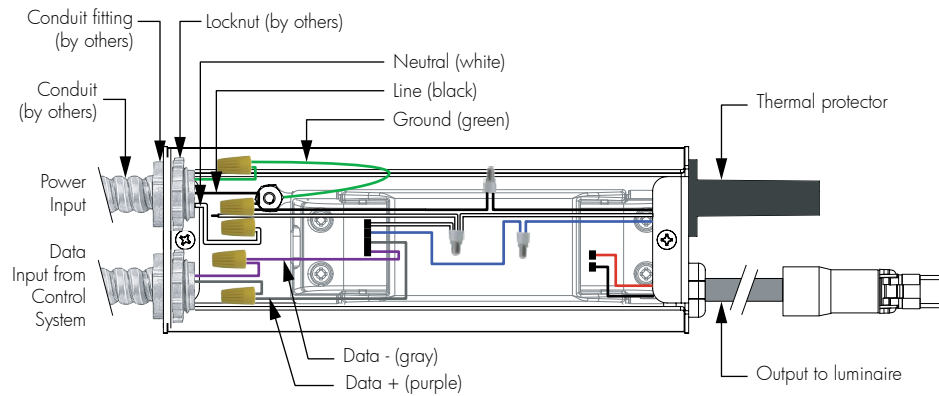 Conduit fitting
(by others)
Locknut (by others)
Neutral (white)
Conduit
(by others)
Line (black)
Thermal protector
Ground (green)
Power
Input
Data
Input from
Control
System
Data - (gray)
Data + (purple)
Output to luminaire